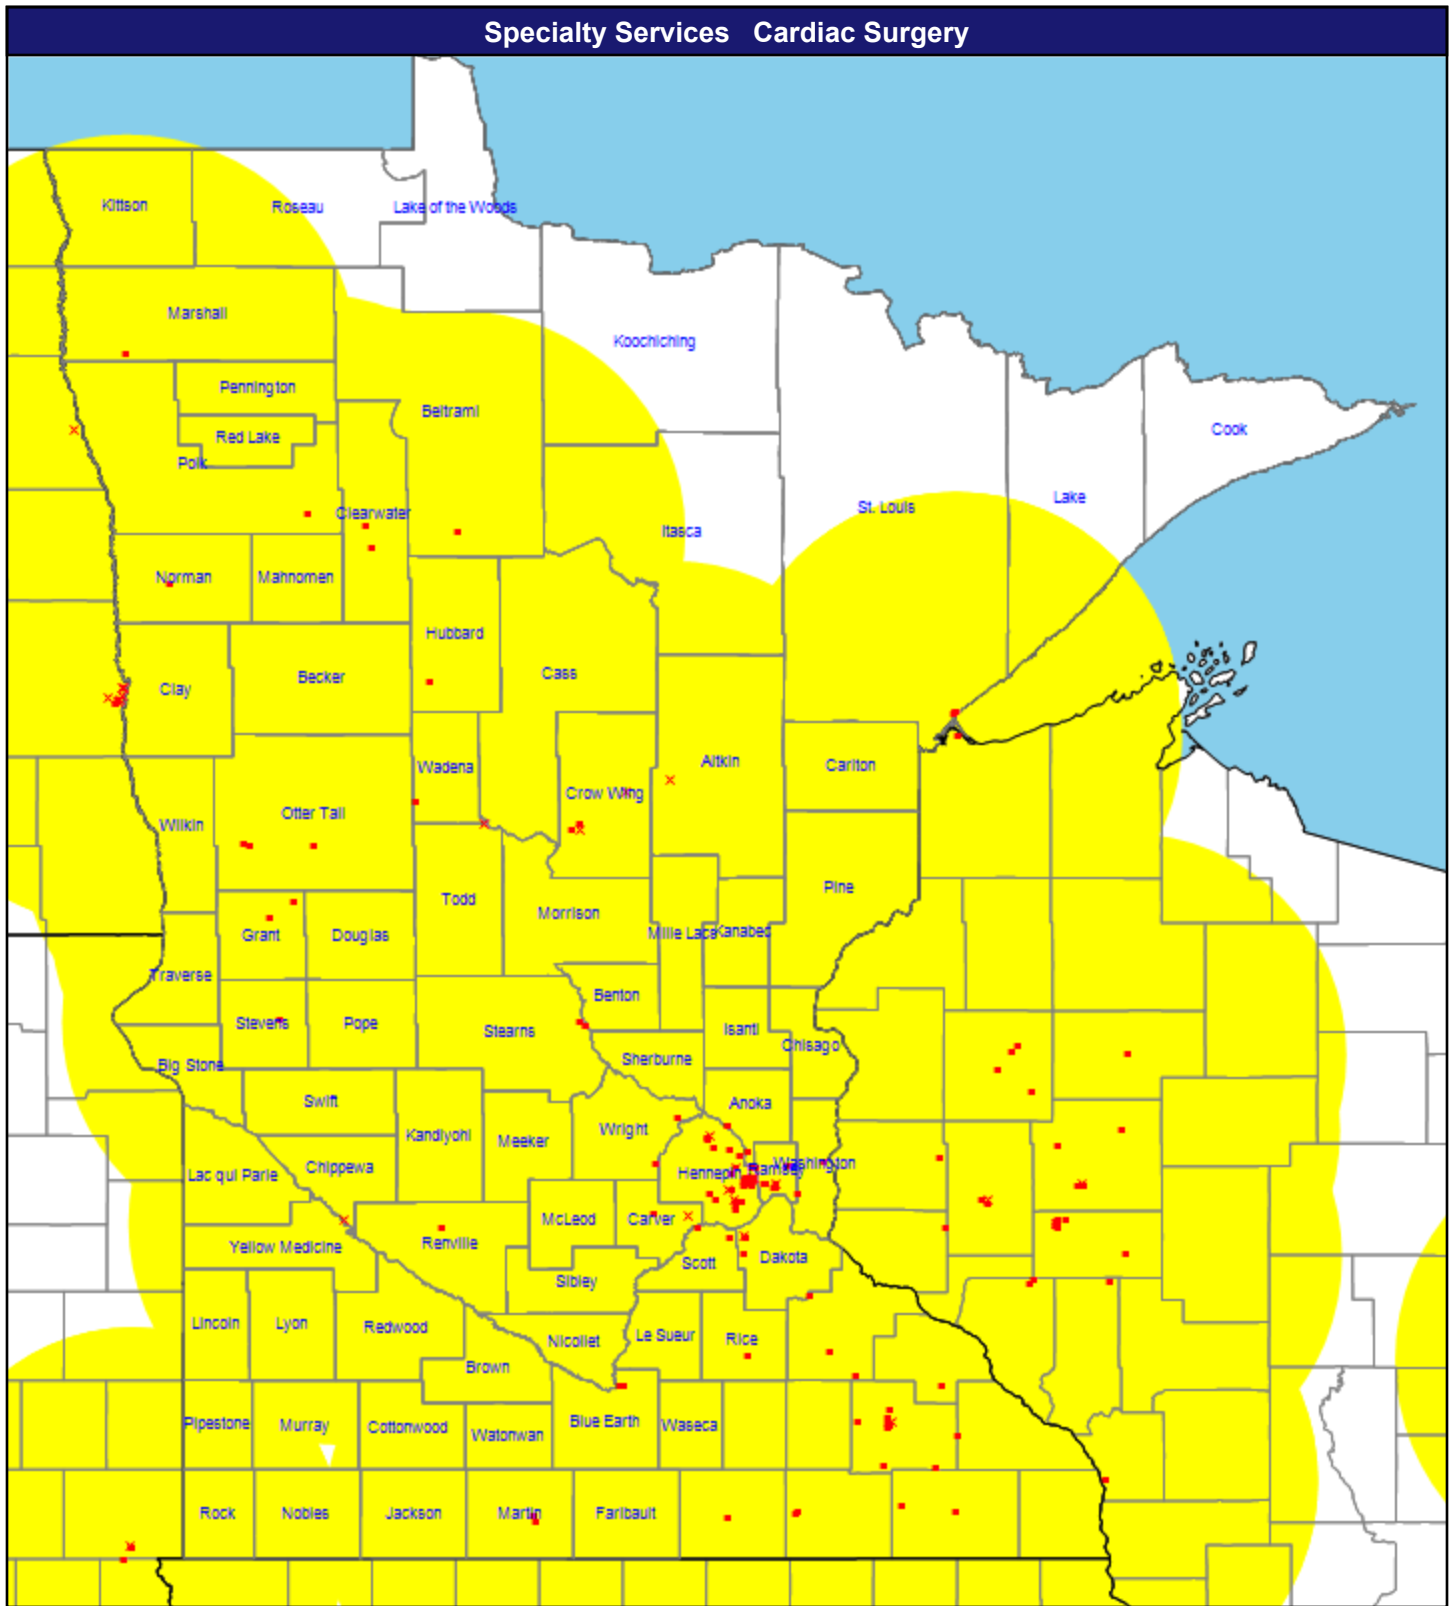 Specialty Services   Cardiac Surgery
Kittson
Roseau
Lake of the Woods
Marshall
Koochiching
Pennington
Beltrami
Red Lake
Polk
Cook
Clearwater
Itasca
St. Louis
Lake
Norman
Mahnomen
Hubbard
Cass
Clay
Becker
Wadena
Aitkin
Carlton
Crow Wing
Otter Tail
Wilkin
Todd
Morrison
Pine
Grant
Douglas
Mille Lacs
Kanabec
Traverse
Benton
Stevens
Pope
Stearns
Isanti
Chisago
Big Stone
Sherburne
Swift
Anoka
Kandiyohi
Meeker
Wright
Lac qui Parle
Chippewa
Hennepin
Ramsey
Washington
McLeod
Carver
Yellow Medicine
Renville
Scott
Dakota
Sibley
Lincoln
Lyon
Redwood
Nicollet
Le Sueur
Rice
Brown
Pipestone
Murray
Cottonwood
Watonwan
Blue Earth
Waseca
Rock
Nobles
Jackson
Martin
Faribault